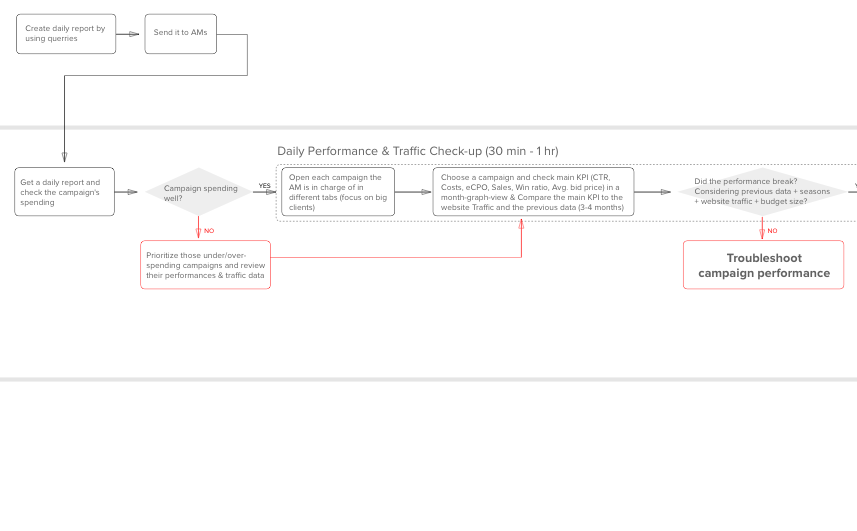 Create daily report by
using querries
Send it to AMs
Daily Performance & Traffic Check-up (30 min - 1 hr)
Get a daily report and
check the campaign's
spending
Campaign spending
well?
YES
Open each campaign the
AM is in charge of in
different tabs (focus on big
clients)
Choose a campaign and check main KPI (CTR,
Costs, eCPO, Sales, Win ratio, Avg. bid price) in a
month-graph-view & Compare the main KPI to the
website Traffic and the previous data (3-4 months)
Did the performance break?
Considering previous data + seasons
+ website traffic + budget size?
NO
NO
Prioritize those under/over-
spending campaigns and review
their performances & traffic data
Troubleshoot
campaign performance